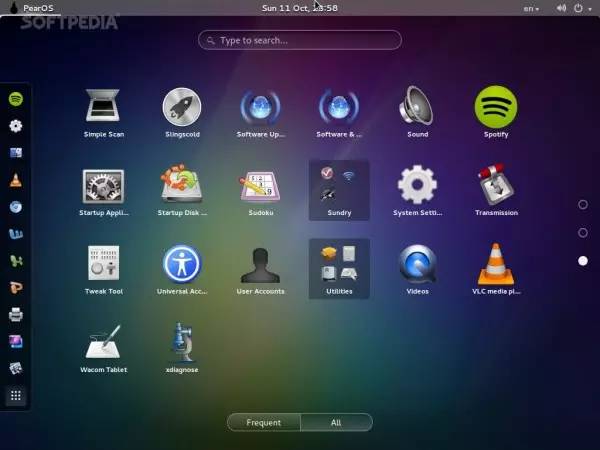 PearOS
Sun 11 Oct,
en
SOFTPEDIA
Type to search...
Simple Scan
Slingscold
Software Up...
Software & ...
Sound
Spotify
Startup Appli...
Startup Disk ...
Sudoku
Sundry
System Setti...
Transmission
Tweak Tool
Universal Acc...
User Accounts
Utilities
Videos
VLC media pl...
Wacom Tablet
xdiagnose
Frequent
All